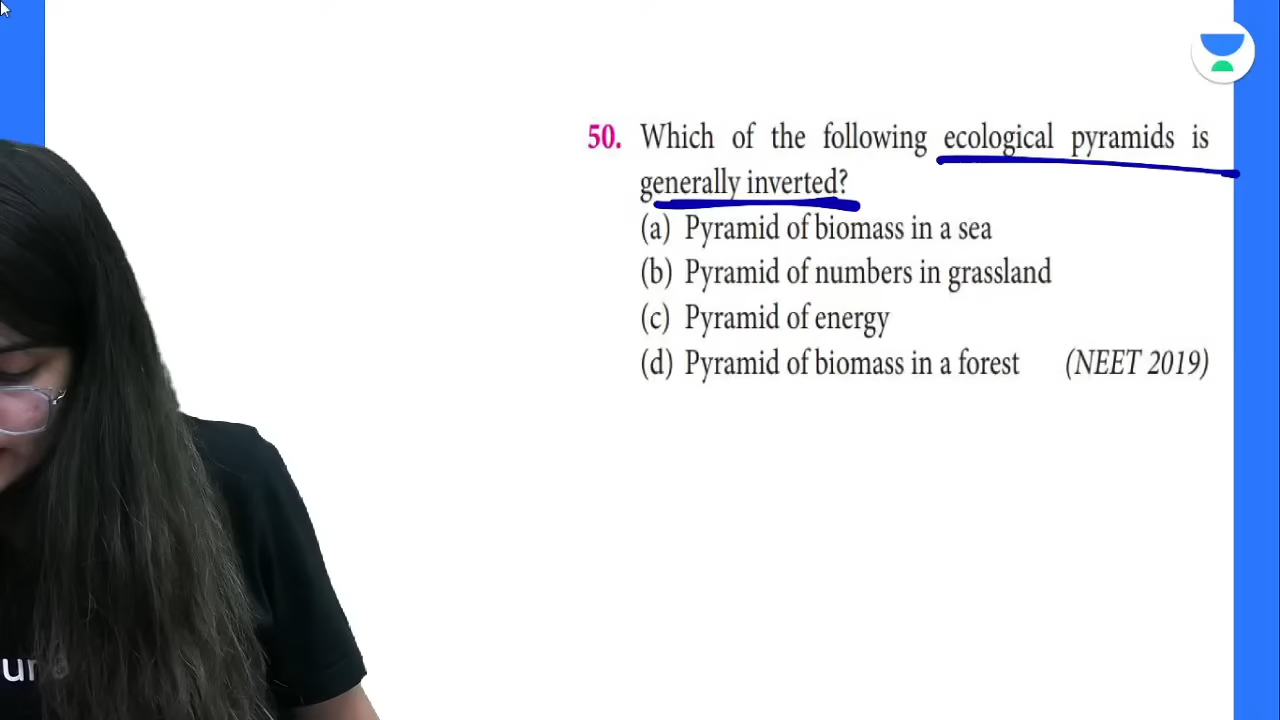 50. Which of the following ecological pyramids is
generally inverted?
(a) Pyramid of biomass in a sea
(b) Pyramid of numbers in grassland
(c) Pyramid of energy
(d) Pyramid of biomass in a forest (NEET 2019)